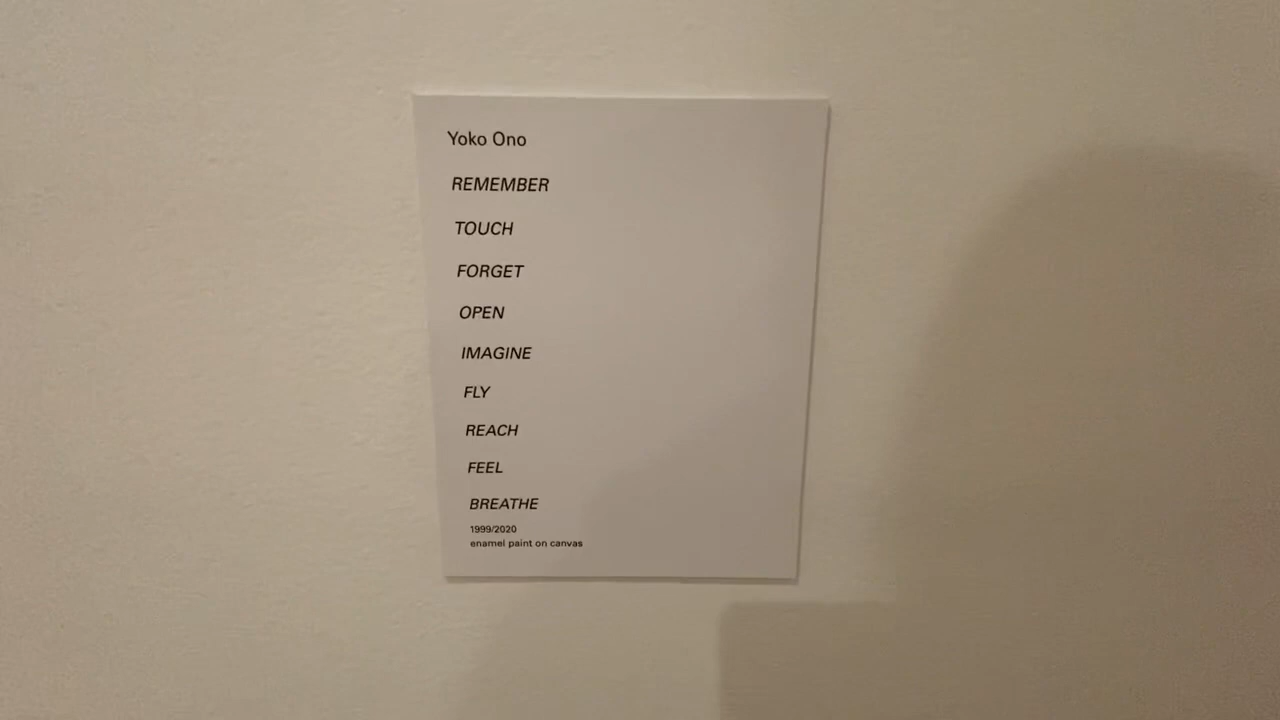 Yoko Ono
REMEMBER
TOUCH
FORGET
OPEN
IMAGINE
FLY
REACH
FEEL
BREATHE
1999/2020
enamel paint on canvas